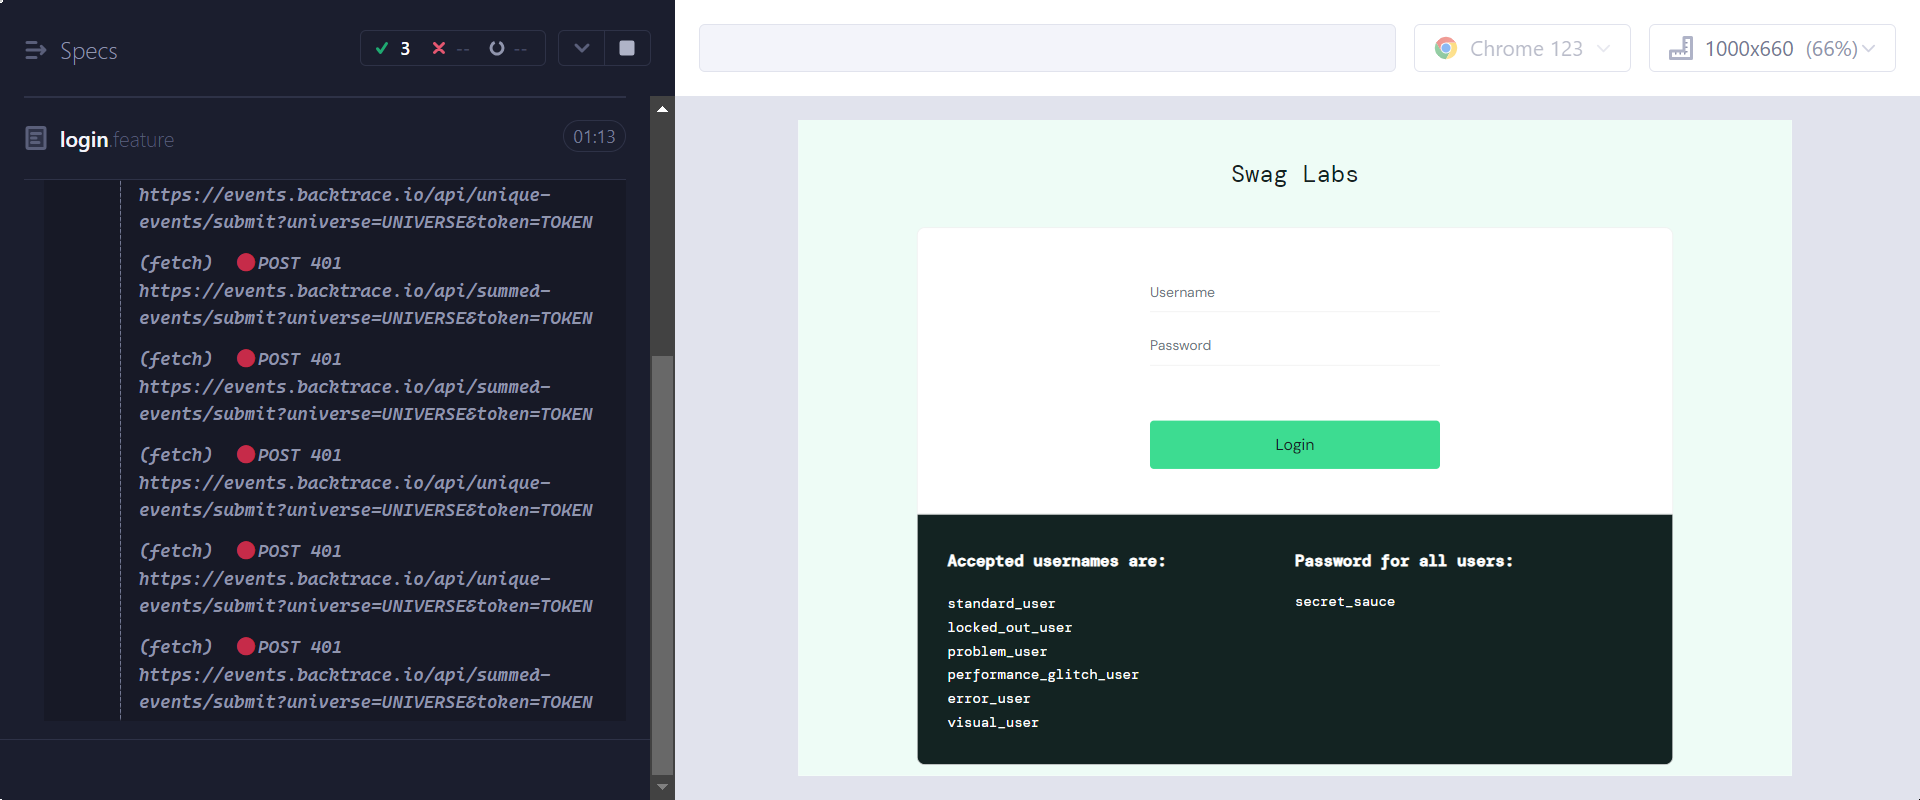 Specs
3 -- --
login.feature
01:13
https://events.backtrace.io/api/unique-
events/submit?universe=UNIVERSE&token=TOKEN
(fetch) POST 401
https://events.backtrace.io/api/summed-
events/submit?universe=UNIVERSE&token=TOKEN
(fetch) POST 401
https://events.backtrace.io/api/summed-
events/submit?universe=UNIVERSE&token=TOKEN
(fetch) POST 401
https://events.backtrace.io/api/unique-
events/submit?universe=UNIVERSE&token=TOKEN
(fetch) POST 401
https://events.backtrace.io/api/unique-
events/submit?universe=UNIVERSE&token=TOKEN
(fetch) POST 401
https://events.backtrace.io/api/summed-
events/submit?universe=UNIVERSE&token=TOKEN
Chrome 123
1000x660 (66%)
Swag Labs
Username
Password
Login
Accepted usernames are:
standard_user
locked_out_user
problem_user
performance_glitch_user
error_user
visual_user
Password for all users:
secret_sauce